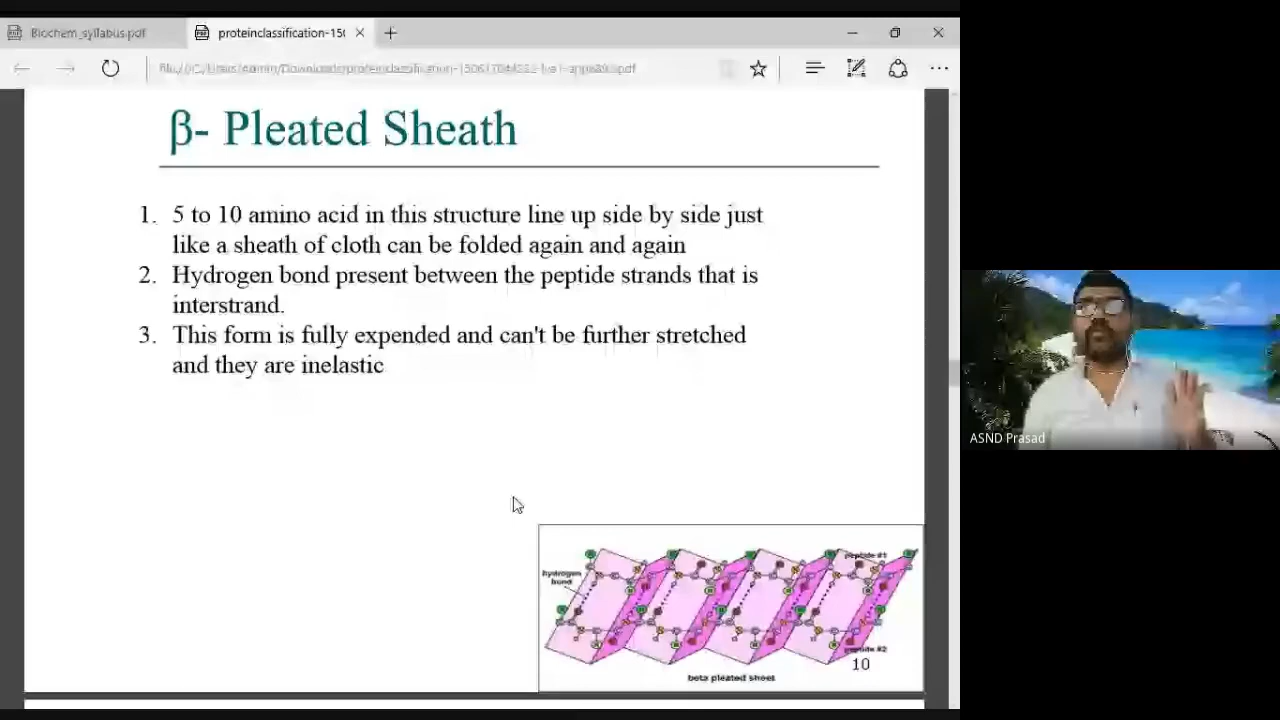 Biochem_syllabus.pdf
proteinclassification-150
β- Pleated Sheath
1. 5 to 10 amino acid in this structure line up side by side just
like a sheath of cloth can be folded again and again
2. Hydrogen bond present between the peptide strands that is
interstrand.
3. This form is fully expended and can't be further stretched
and they are inelastic
ASND Prasad
peptide #1
hydrogen
bond
peptide #2
10
beta pleated sheet